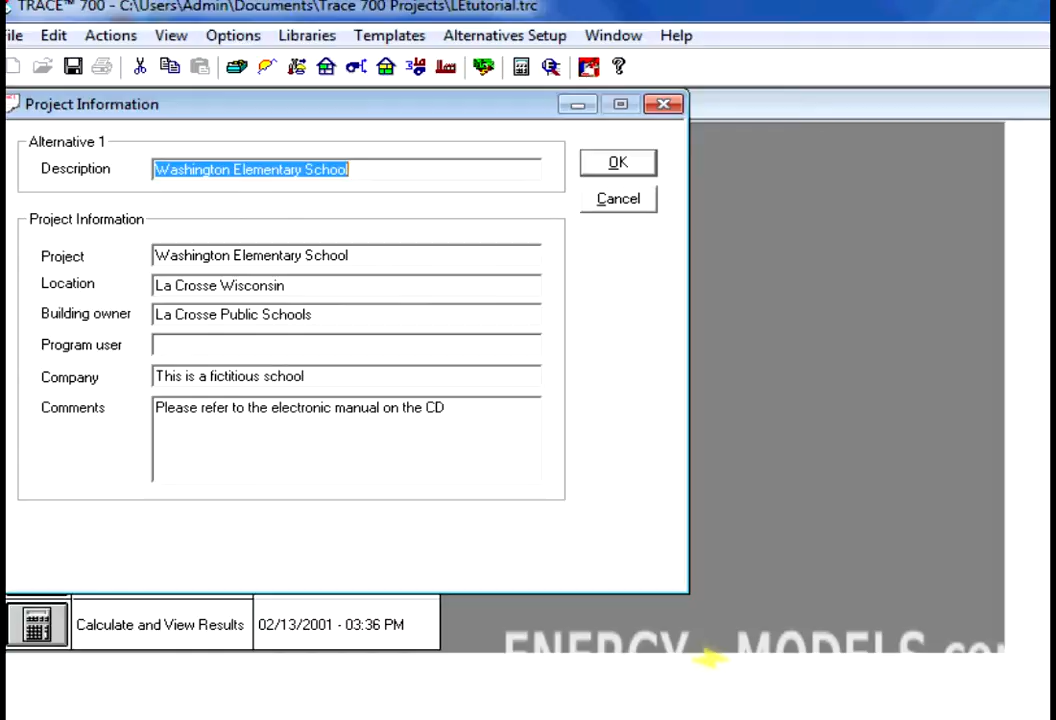 TRACE™ 700 - C:\Users\Admin\Documents\Trace 700 Projects\LEtutorial.trc
ile Edit Actions View Options Libraries Templates Alternatives Setup Window Help
Project Information
Alternative 1
Description Washington Elementary School
OK
Cancel
Project Information
Project Washington Elementary School
Location La Crosse Wisconsin
Building owner La Crosse Public Schools
Program user
Company This is a fictitious school
Comments Please refer to the electronic manual on the CD
Calculate and View Results 02/13/2001 - 03:36 PM
ENERGY MODELS.co